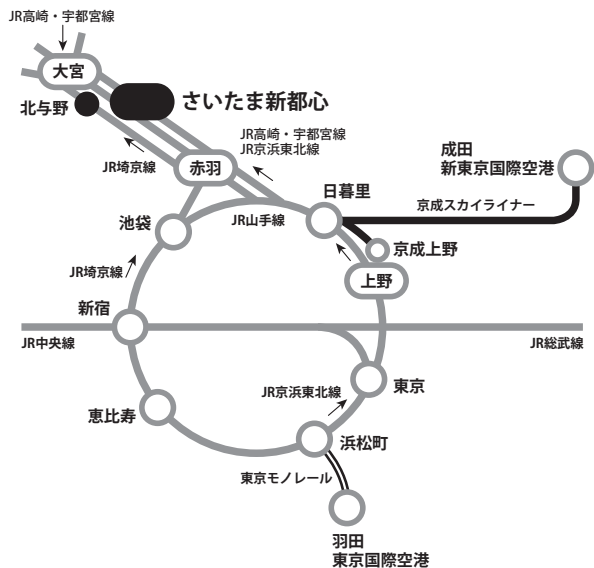 JR高崎・宇都宮線
大宮
北与野
さいたま新都心
JR高崎・宇都宮線
JR京浜東北線
JR埼京線
赤羽
成田
新東京国際空港
日暮里
京成スカイライナー
池袋
JR山手線
京成上野
JR埼京線
上野
新宿
JR中央線
JR総武線
JR京浜東北線
東京
恵比寿
浜松町
東京モノレール
羽田
東京国際空港